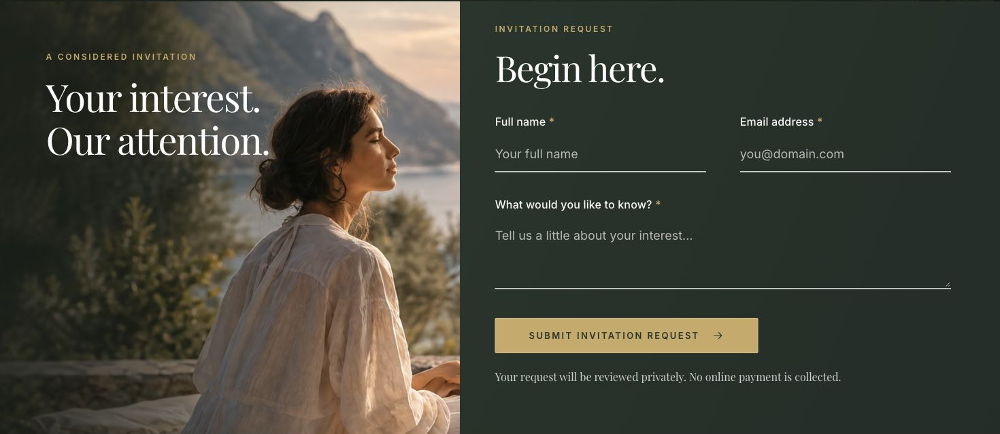 A CONSIDERED INVITATION
Your interest.
Our attention.
INVITATION REQUEST
Begin here.
Full name *
Email address *
Your full name
you@domain.com
What would you like to know? *
Tell us a little about your interest...
SUBMIT INVITATION REQUEST →
Your request will be reviewed privately. No online payment is collected.